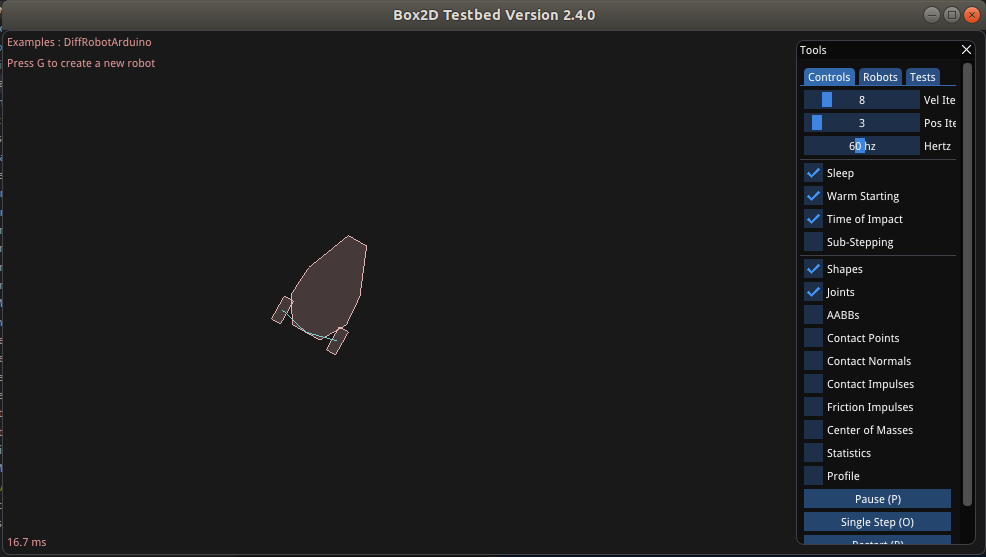 Box2D Testbed Version 2.4.0
Examples : DiffRobotArduino
Press G to create a new robot
Tools
Controls Robots Tests
8 Vel Ite
3 Pos Ite
60 hz Hertz
Sleep
Warm Starting
Time of Impact
Sub-Stepping
Shapes
Joints
AABBs
Contact Points
Contact Normals
Contact Impulses
Friction Impulses
Center of Masses
Statistics
Profile
Pause (P)
Single Step (O)
Restart (R)
16.7 ms